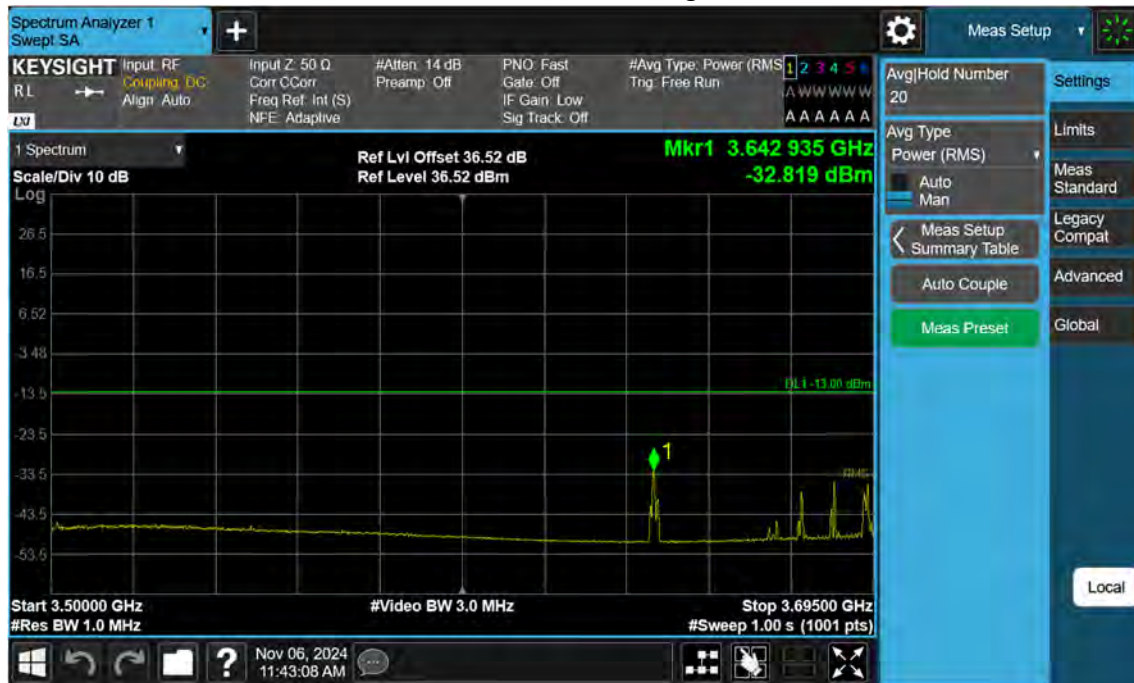 Spectrum Analyzer 1
Swept SA
+
Meas Setup
KEYSIGHT
RL
LXI
Input: RF
Coupling: DC
Align: Auto
Input Z: 50 Ω
Corr CCorr
Freq Ref: Int (S)
NFE: Adaptive
#Atten: 14 dB
Preamp: Off
PNO: Fast
Gate: Off
IF Gain: Low
Sig Track: Off
#Avg Type: Power (RMS
Trig: Free Run
1 2 3 4 5 6
A W W W W W
A A A A A A
1 Spectrum
Scale/Div 10 dB
Log
Ref Lvl Offset 36.52 dB
Ref Level 36.52 dBm
Mkr1 3.642 935 GHz
-32.819 dBm
26.5
16.5
6.52
-3.48
-13.5
DL1 -13.00 dBm
-23.5
1
-33.5
RMS
-43.5
-53.5
Start 3.50000 GHz
#Res BW 1.0 MHz
#Video BW 3.0 MHz
Stop 3.69500 GHz
#Sweep 1.00 s (1001 pts)
?
Nov 06, 2024
11:43:08 AM
Avg|Hold Number
20
Avg Type
Power (RMS)
Auto
Man
Meas Setup
Summary Table
Auto Couple
Meas Preset
Settings
Limits
Meas
Standard
Legacy
Compat
Advanced
Global
Local